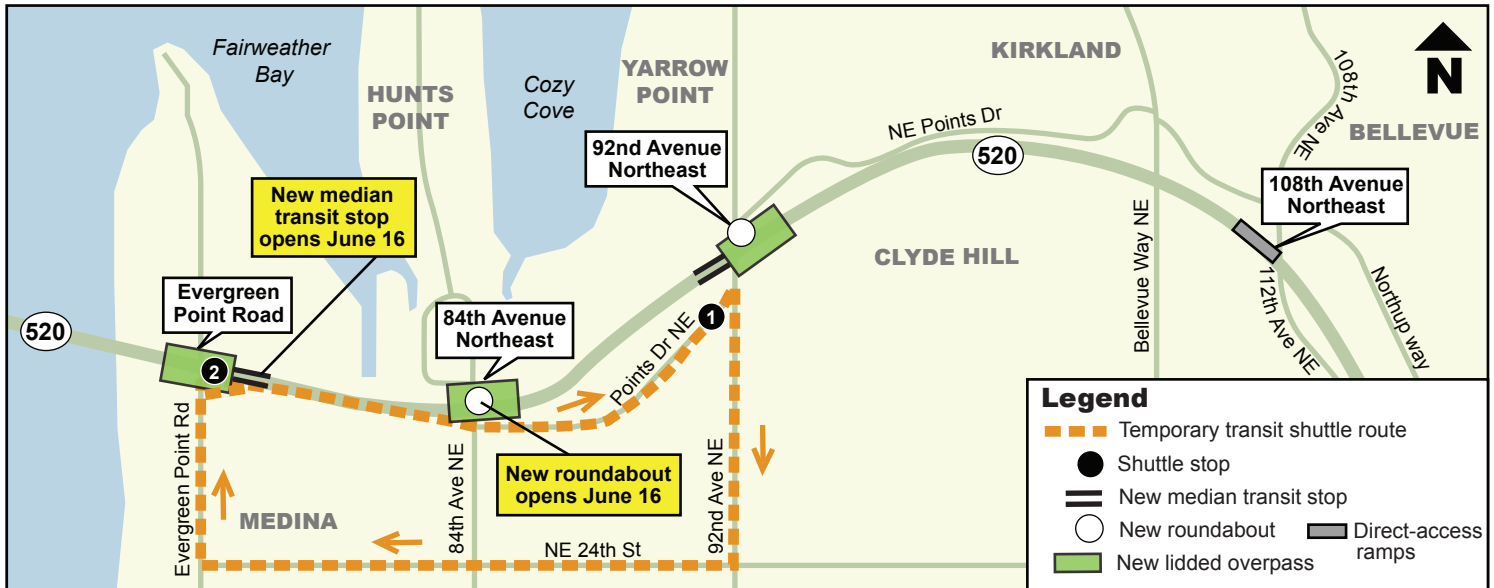 Fairweather
Bay
HUNTS
POINT
Cozy
Cove
YARROW
POINT
KIRKLAND
108th Ave NE
N
BELLEVUE
NE Points Dr
520
92nd Avenue
Northeast
New median
transit stop
opens June 16
108th Avenue
Northeast
CLYDE HILL
Bellevue Way NE
112th Ave NE
Northup way
Evergreen
Point Road
520
2
84th Avenue
Northeast
1
Points Dr NE
Evergreen Point Rd
MEDINA
84th Ave NE
New roundabout
opens June 16
NE 24th St
92nd Ave NE
Legend
Temporary transit shuttle route
Shuttle stop
New median transit stop
New roundabout
Direct-access
ramps
New lidded overpass